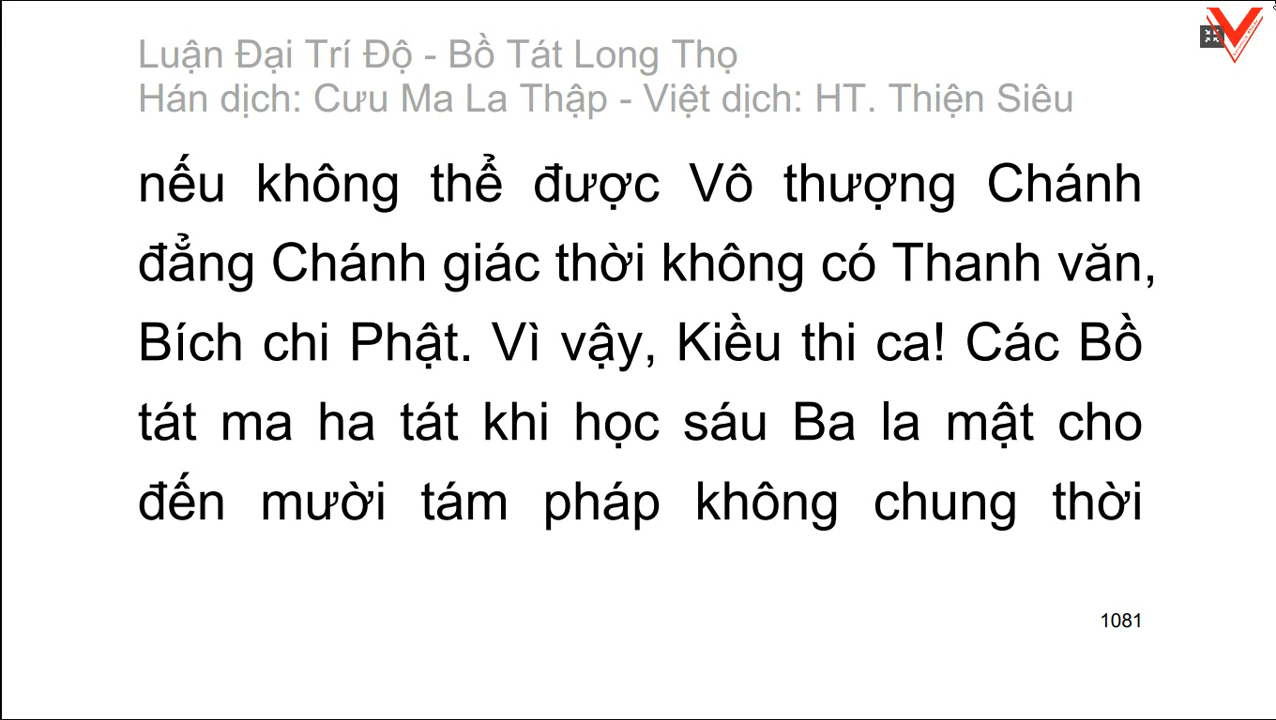 Luận Đại Trí Độ - Bồ Tát Long Thọ
Hán dịch: Cưu Ma La Thập - Việt dịch: HT. Thiện Siêu
nếu không thể được Vô thượng Chánh
đẳng Chánh giác thời không có Thanh văn,
Bích chi Phật. Vì vậy, Kiều thi ca! Các Bồ
tát ma ha tát khi học sáu Ba la mật cho
đến mười tám pháp không chung thời
1081